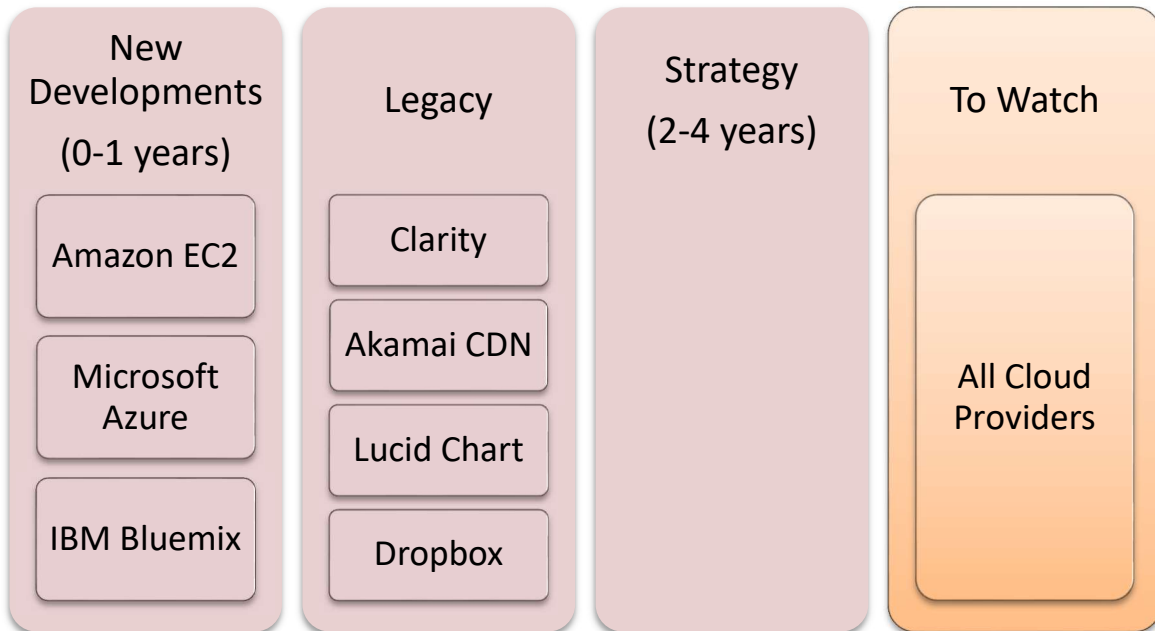 New
Developments
(0-1 years)
Amazon EC2
Microsoft
Azure
IBM Bluemix
Legacy
Clarity
Akamai CDN
Lucid Chart
Dropbox
Strategy
(2-4 years)
To Watch
All Cloud
Providers